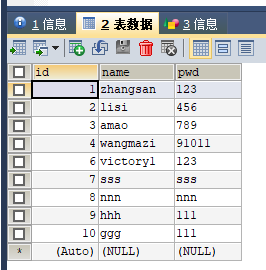 1 信息 2 表数据 3 信息
id name pwd
1 zhangsan 123
2 lisi 456
3 amao 789
4 wangmazi 91011
6 victoryl 123
7 sss sss
8 nnn nnn
9 hhh 111
10 ggg 111
* (Auto) (NULL) (NULL)